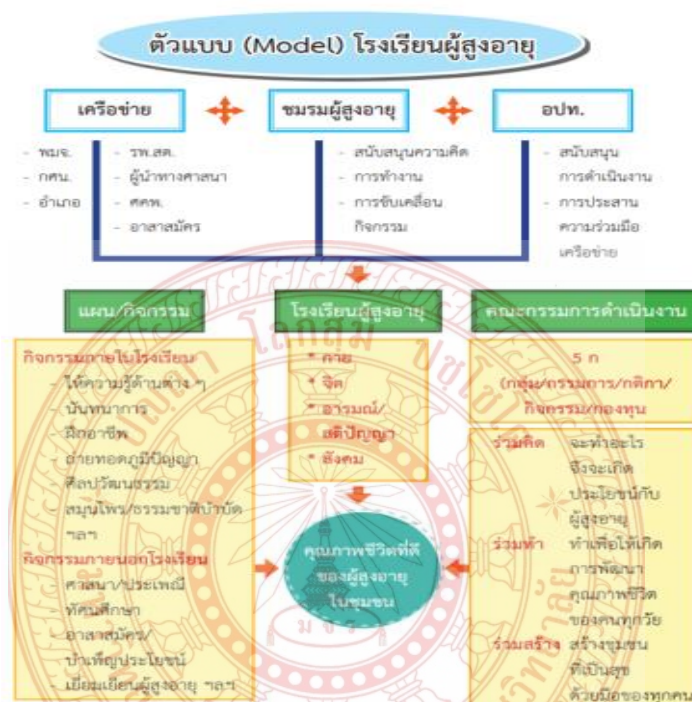 ตัวแบบ (Model) โรงเรียนผู้สูงอายุ
เครือข่าย
ชมรมผู้สูงอายุ
อปท.
- พมจ.
- กศน.
- อำเภอ
- รพ.สต.
- ผู้นำทางศาสนา
- ศคพ.
- อาสาสมัคร
- สนับสนุนความคิด
- การทำงาน
- การขับเคลื่อน
กิจกรรม
- สนับสนุน
การดำเนินงาน
- การประสาน
ความร่วมมือ
เครือข่าย
แผน/กิจกรรม
กิจกรรมภายในโรงเรียน
- ให้ความรู้ด้านต่าง ๆ
- นันทนาการ
- ฝึกอาชีพ
- ถ่ายทอดภูมิปัญญา
- ศิลปวัฒนธรรม
- สมุนไพร/ธรรมชาติบำบัด
ฯลฯ
กิจกรรมภายนอกโรงเรียน
- ศาสนา/ประเพณี
- ทัศนศึกษา
- อาสาสมัคร/
บำเพ็ญประโยชน์
- เยี่ยมเยียนผู้สูงอายุ ฯลฯ
โรงเรียนผู้สูงอายุ
* กาย
* จิต
* อารมณ์/
สติปัญญา
* สังคม
คุณภาพชีวิตที่ดี
ของผู้สูงอายุ
ในชุมชน
คณะกรรมการดำเนินงาน
5 ก
(กลุ่ม/กรรมการ/กติกา/
กิจกรรม/กองทุน
ร่วมคิด จะทำอะไร
จึงจะเกิด
ประโยชน์กับ
ผู้สูงอายุ
ร่วมทำ ทำเพื่อให้เกิด
การพัฒนา
คุณภาพชีวิต
ของคนทุกวัย
ร่วมสร้าง สร้างชุมชน
ที่เป็นสุข
ด้วยมือของทุกคน